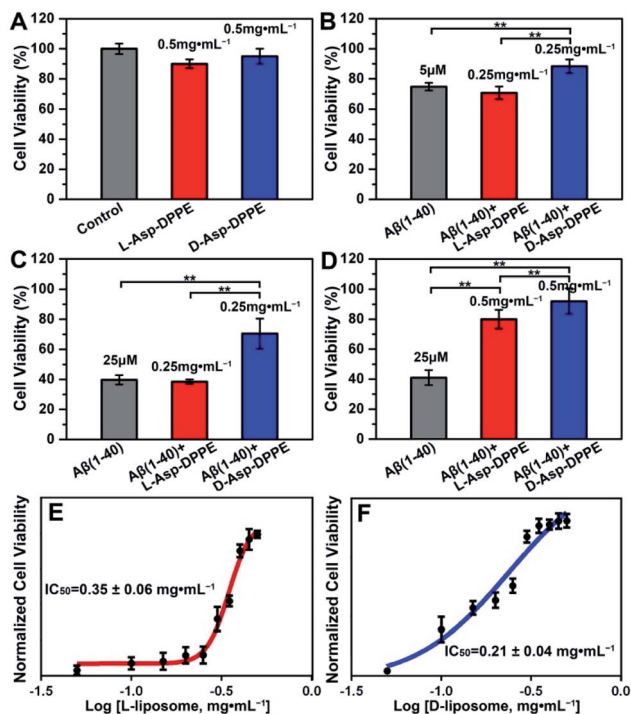 A
Cell Viability (%)
120
100
80
60
40
20
0
0.5mg•mL⁻¹
0.5mg•mL⁻¹
Control
L-Asp-DPPE
D-Asp-DPPE
B
Cell Viability (%)
120
100
80
60
40
20
0
**
**
5μM
0.25mg•mL⁻¹
0.25mg•mL⁻¹
Aβ(1-40)
Aβ(1-40)+
L-Asp-DPPE
Aβ(1-40)+
D-Asp-DPPE
C
Cell Viability (%)
120
100
80
60
40
20
0
**
**
25μM
0.25mg•mL⁻¹
0.25mg•mL⁻¹
Aβ(1-40)
Aβ(1-40)+
L-Asp-DPPE
Aβ(1-40)+
D-Asp-DPPE
D
Cell Viability (%)
120
100
80
60
40
20
0
**
**
**
25μM
0.5mg•mL⁻¹
0.5mg•mL⁻¹
Aβ(1-40)
Aβ(1-40)+
L-Asp-DPPE
Aβ(1-40)+
D-Asp-DPPE
E
Normalized Cell Viability
IC₅₀=0.35 ± 0.06 mg•mL⁻¹
-1.5
-1.0
-0.5
0.0
Log [L-liposome, mg•mL⁻¹]
F
Normalized Cell Viability
IC₅₀=0.21 ± 0.04 mg•mL⁻¹
-1.5
-1.0
-0.5
0.0
Log [D-liposome, mg•mL⁻¹]